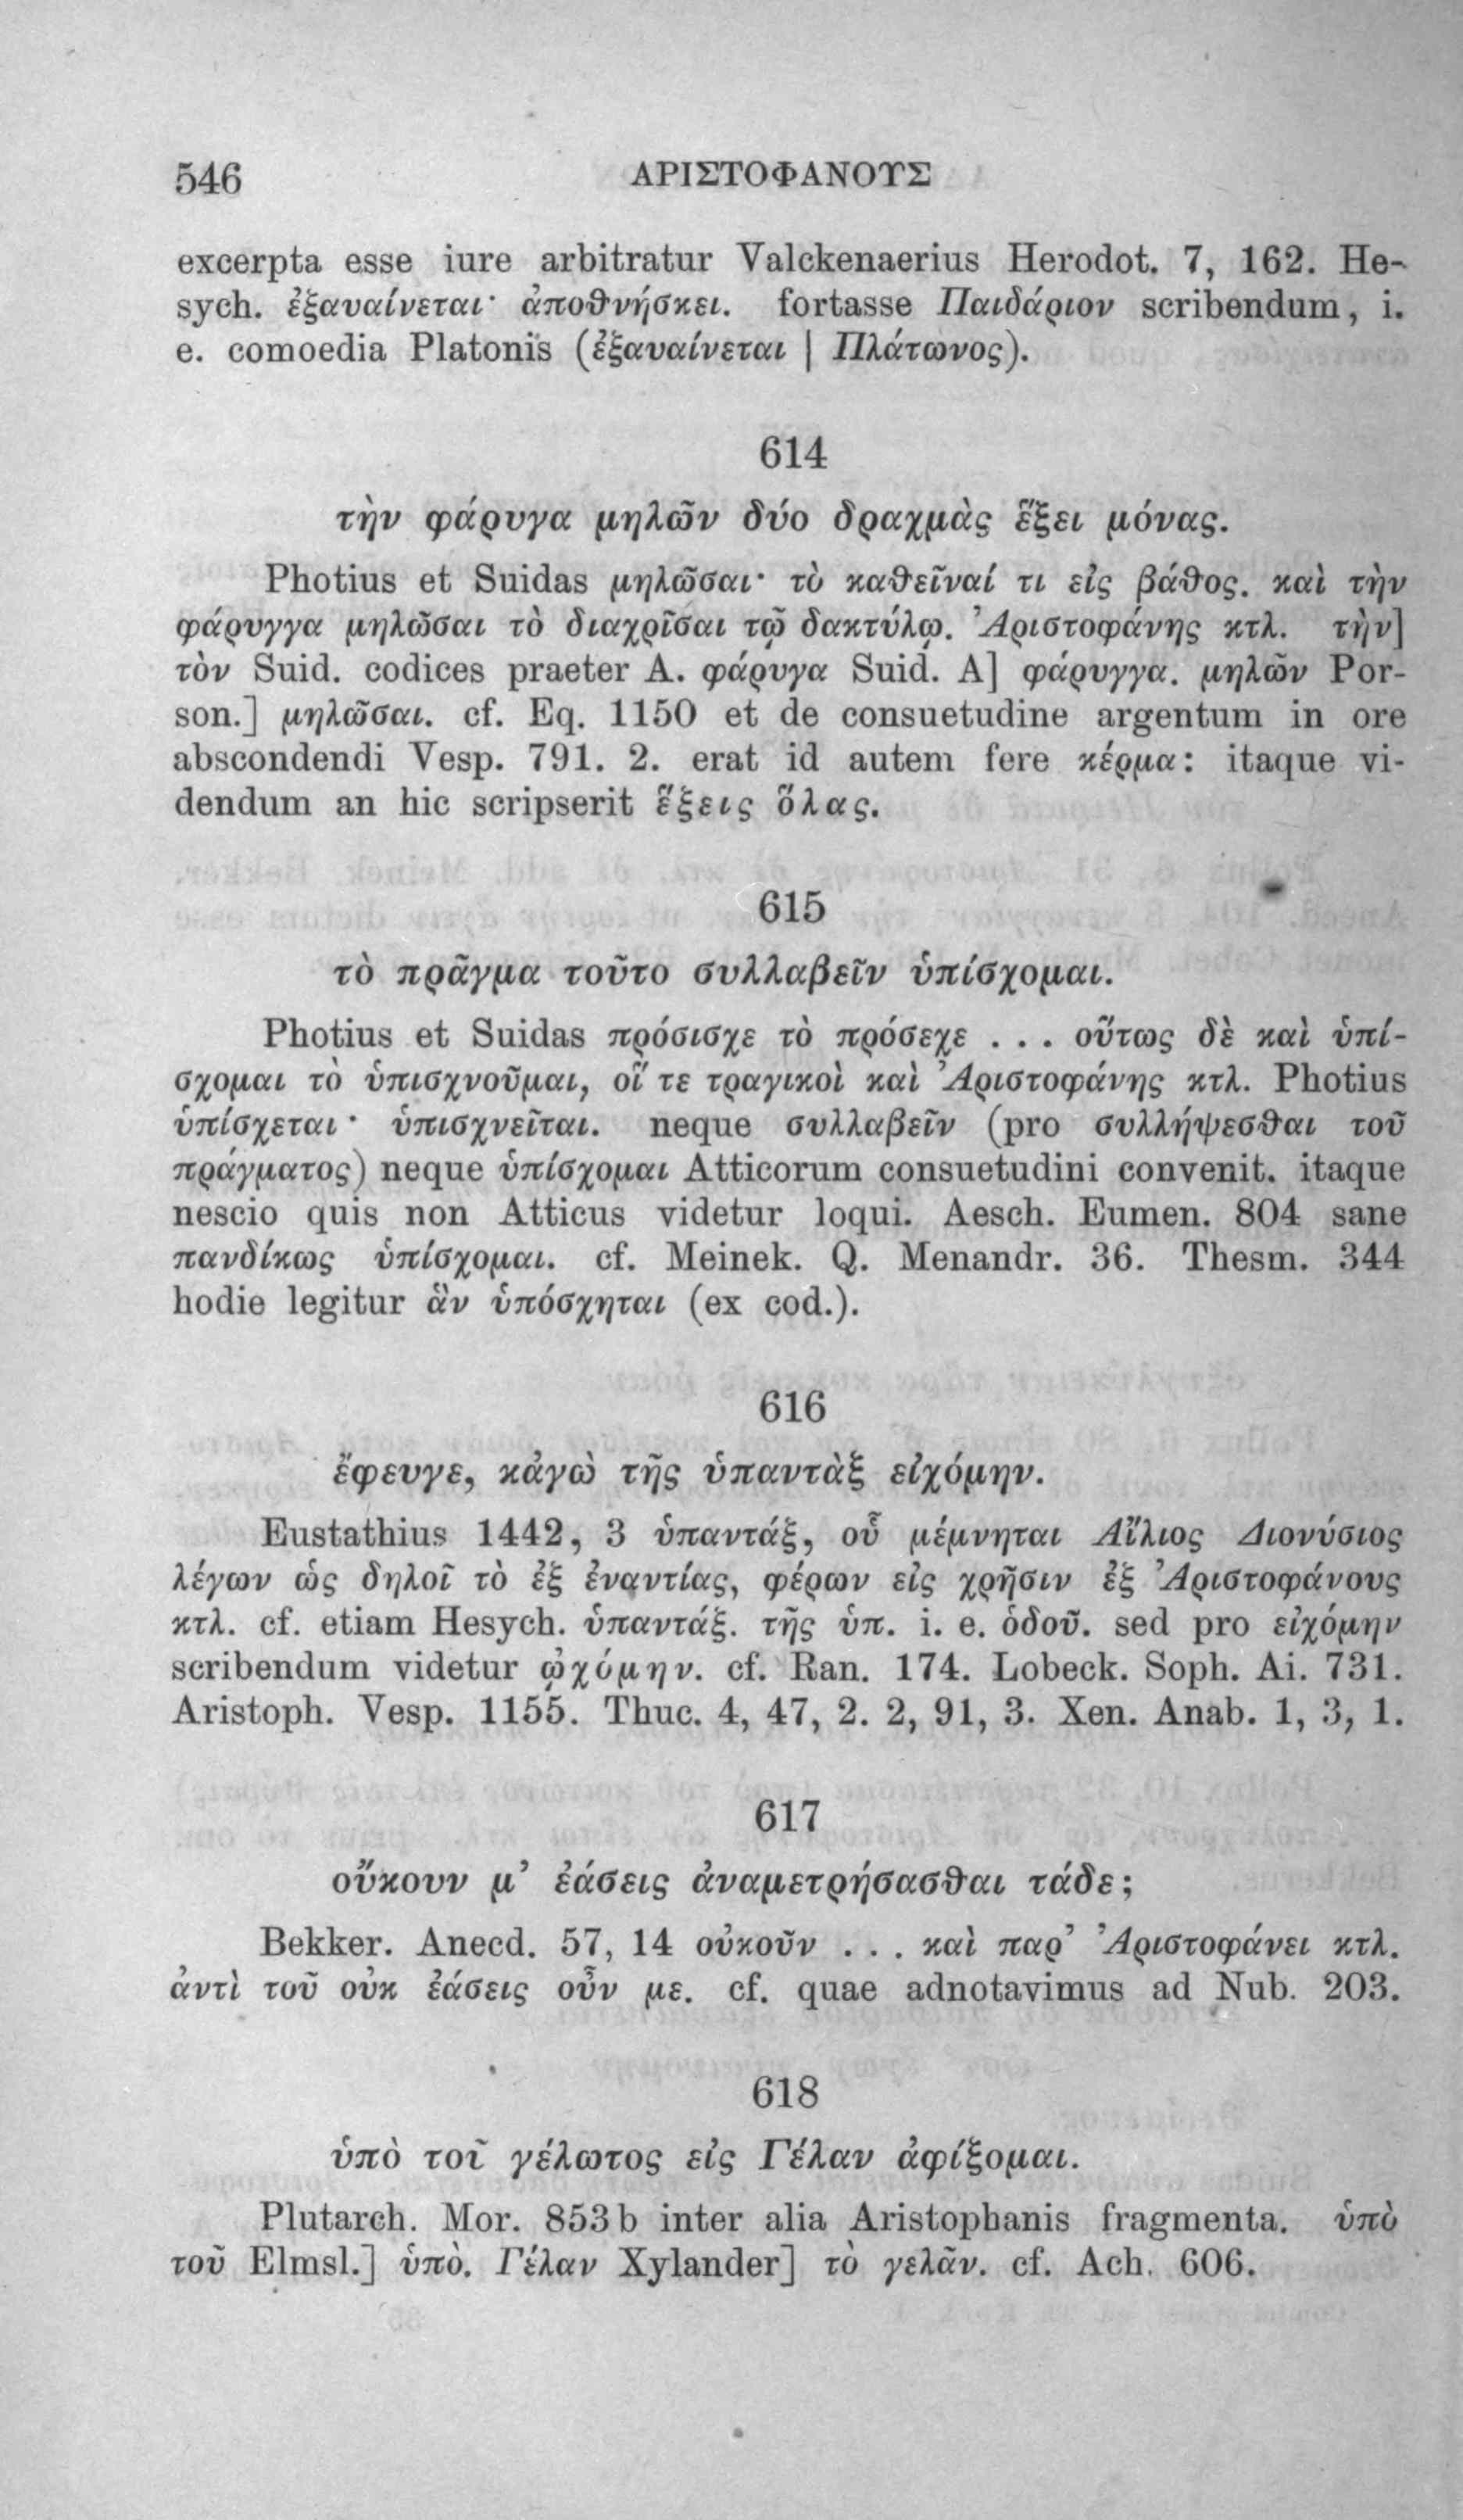 546 ΑΡΙΣΤΟΦΑΝΟΥΣ
excerpta esse iure arbitratur Valckenaerius Herodot. 7, 162. He-
sych. ἐξαυαίνεται· ἀποθνήσκει. fortasse Παιδάριον scribendum, i.
e. comoedia Platonis (ἐξαυαίνεται | Πλάτωνος).
614
τὴν φάρυγα μηλῶν δύο δραχμὰς ἕξει μόνας.
Photius et Suidas μηλῶσαι· τὸ καθεῖναί τι εἰς βάθος. καὶ τὴν
φάρυγγα μηλῶσαι τὸ διαχρῖσαι τῷ δακτύλῳ. Ἀριστοφάνης κτλ. τὴν]
τὸν Suid. codices praeter A. φάρυγα Suid. A] φάρυγγα. μηλῶν Por-
son.] μηλῶσαι. cf. Eq. 1150 et de consuetudine argentum in ore
abscondendi Vesp. 791. 2. erat id autem fere κέρμα: itaque vi-
dendum an hic scripserit ἕξεις ὅλας.
615
τὸ πρᾶγμα τοῦτο συλλαβεῖν ὑπίσχομαι.
Photius et Suidas πρόσισχε τὸ πρόσεχε . . . οὕτως δὲ καὶ ὑπί-
σχομαι τὸ ὑπισχνοῦμαι, οἵ τε τραγικοὶ καὶ Ἀριστοφάνης κτλ. Photius
ὑπίσχεται· ὑπισχνεῖται. neque συλλαβεῖν (pro συλλήψεσθαι τοῦ
πράγματος) neque ὑπίσχομαι Atticorum consuetudini convenit. itaque
nescio quis non Atticus videtur loqui. Aesch. Eumen. 804 sane
πανδίκως ὑπίσχομαι. cf. Meinek. Q. Menandr. 36. Thesm. 344
hodie legitur ἂν ὑπόσχηται (ex cod.).
616
ἔφευγε, κἀγὼ τῆς ὑπαντὰξ εἰχόμην.
Eustathius 1442, 3 ὑπαντάξ, οὗ μέμνηται Αἴλιος Διονύσιος
λέγων ὡς δηλοῖ τὸ ἐξ ἐναντίας, φέρων εἰς χρῆσιν ἐξ Ἀριστοφάνους
κτλ. cf. etiam Hesych. ὑπαντάξ. τῆς ὑπ. i. e. ὁδοῦ. sed pro εἰχόμην
scribendum videtur ᾠχόμην. cf. Ran. 174. Lobeck. Soph. Ai. 731.
Aristoph. Vesp. 1155. Thuc. 4, 47, 2. 2, 91, 3. Xen. Anab. 1, 3, 1.
617
οὔκουν μ’ ἐάσεις ἀναμετρήσασθαι τάδε;
Bekker. Anecd. 57, 14 οὐκοῦν . . . καὶ παρ’ Ἀριστοφάνει κτλ.
ἀντὶ τοῦ οὐκ ἐάσεις οὖν με. cf. quae adnotavimus ad Nub. 203.
618
ὑπὸ τοῖ γέλωτος εἰς Γέλαν ἀφίξομαι.
Plutarch. Mor. 853b inter alia Aristophanis fragmenta. ὑπὸ
τοῦ Elmsl.] ὑπὸ. Γέλαν Xylander] τὸ γελᾶν. cf. Ach. 606.